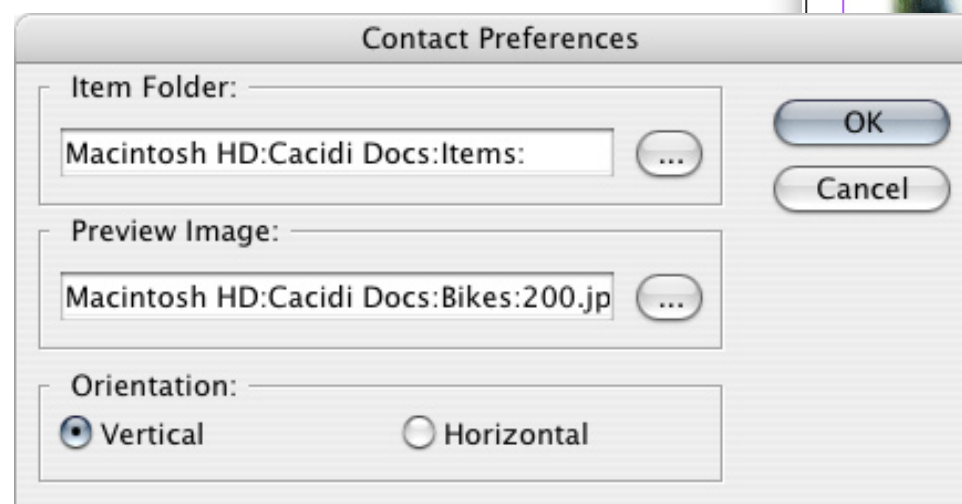 Contact Preferences
Item Folder:
Macintosh HD:Cacidi Docs:Items:
...
OK
Cancel
Preview Image:
Macintosh HD:Cacidi Docs:Bikes:200.jp
...
Orientation:
Vertical
Horizontal